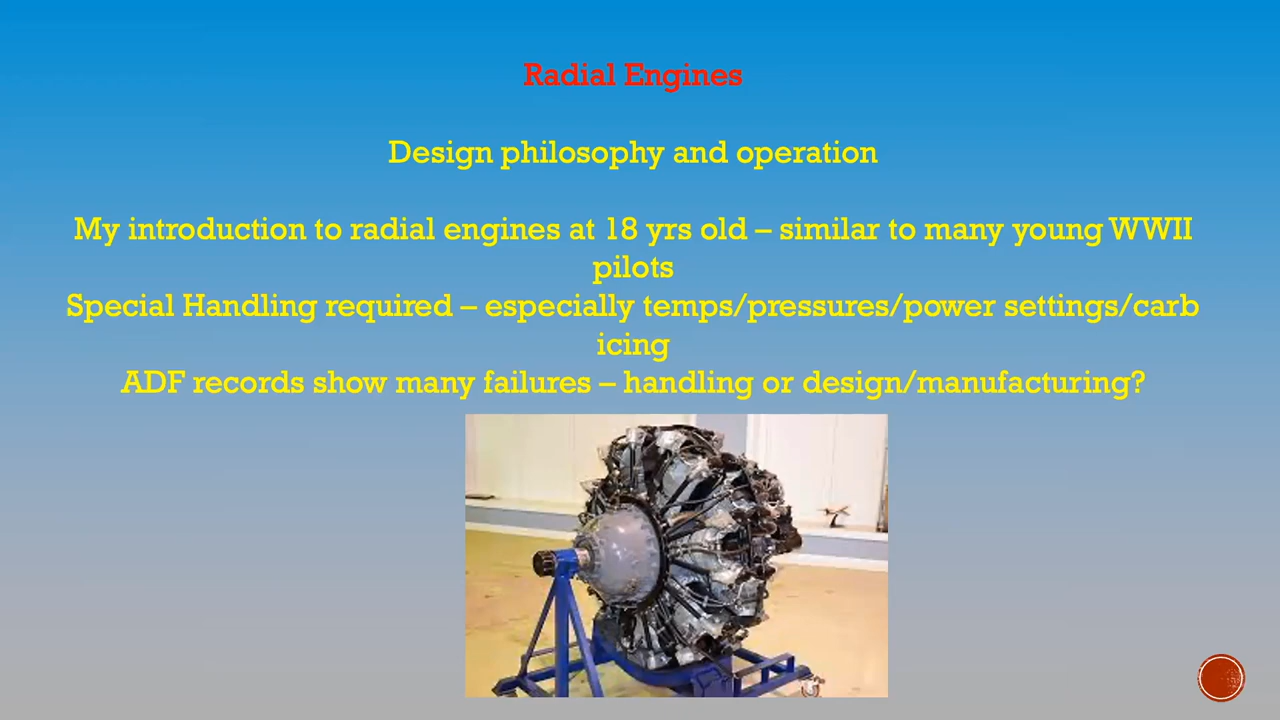 Radial Engines
Design philosophy and operation
My introduction to radial engines at 18 yrs old – similar to many young WWII
pilots
Special Handling required – especially temps/pressures/power settings/carb
icing
ADF records show many failures – handling or design/manufacturing?